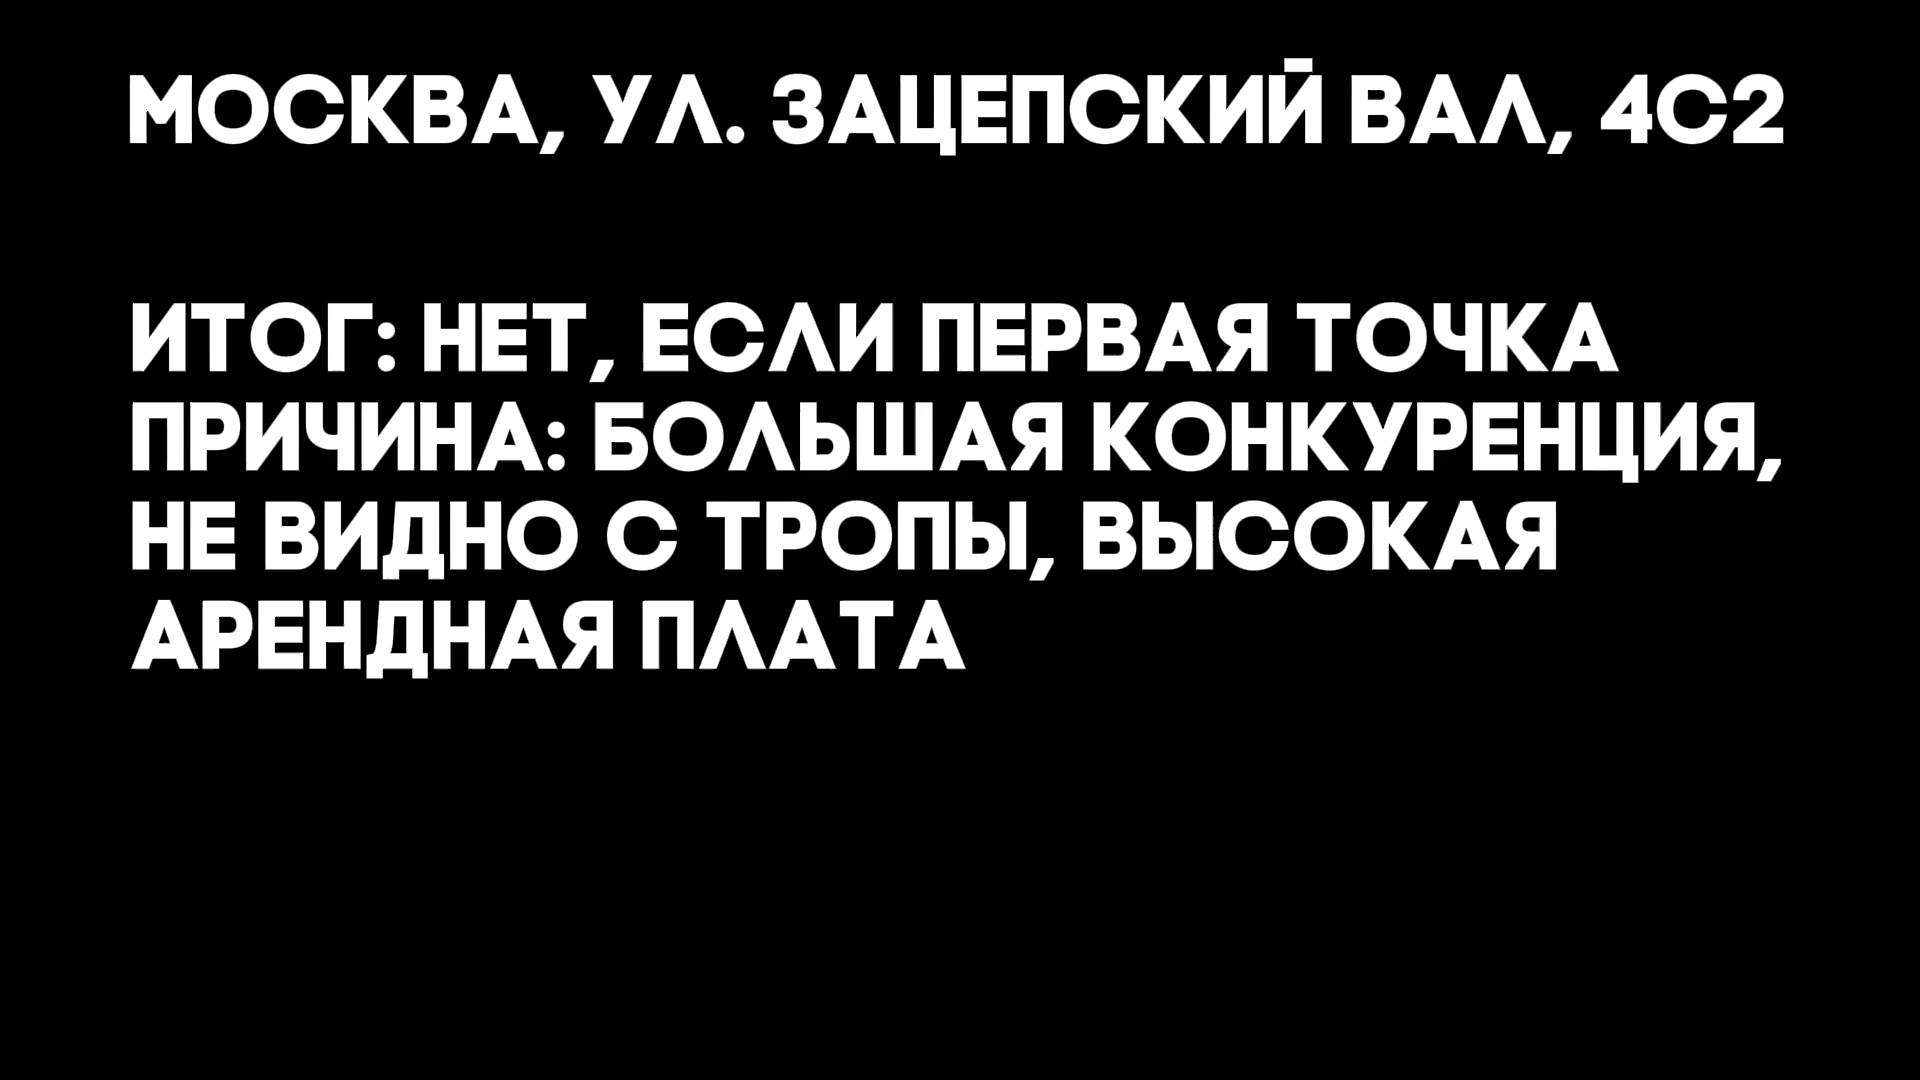 МОСКВА, УЛ. ЗАЦЕПСКИЙ ВАЛ, 4С2
ИТОГ: НЕТ, ЕСЛИ ПЕРВАЯ ТОЧКА
ПРИЧИНА: БОЛЬШАЯ КОНКУРЕНЦИЯ,
НЕ ВИДНО С ТРОПЫ, ВЫСОКАЯ
АРЕНДНАЯ ПЛАТА